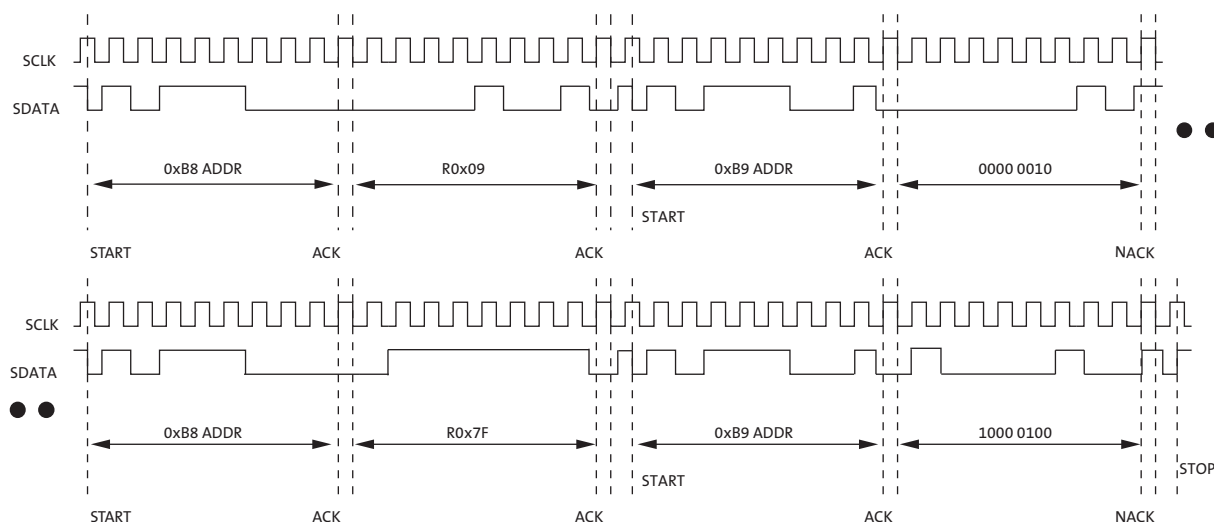 SCLK
SDATA
0xB8 ADDR R0x09 0xB9 ADDR 0000 0010
START
START ACK ACK ACK NACK
SCLK
SDATA
0xB8 ADDR R0x7F 0xB9 ADDR 1000 0100
STOP
START
START ACK ACK ACK NACK